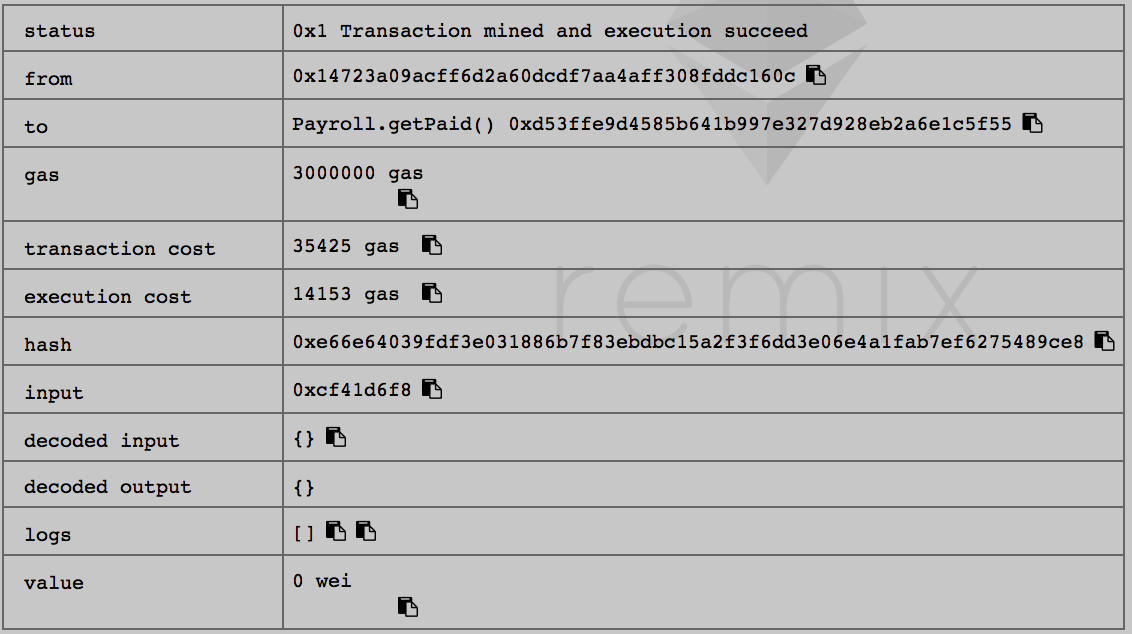 status 0x1 Transaction mined and execution succeed
from 0x14723a09acff6d2a60dcdf7aa4aff308fddc160c
to Payroll.getPaid() 0xd53ffe9d4585b641b997e327d928eb2a6e1c5f55
gas 3000000 gas
transaction cost 35425 gas
execution cost 14153 gas
remix
hash 0xe66e64039fdf3e031886b7f83ebdbc15a2f3f6dd3e06e4a1fab7ef6275489ce8
input 0xcf41d6f8
decoded input {}
decoded output {}
logs []
value 0 wei